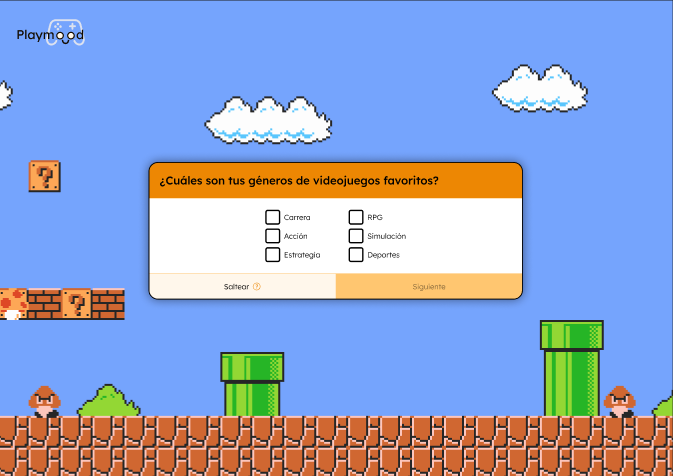 Playmood
¿Cuáles son tus géneros de videojuegos favoritos?
Carrera
RPG
Acción
Simulación
Estrategia
Deportes
Saltear ?
Siguiente